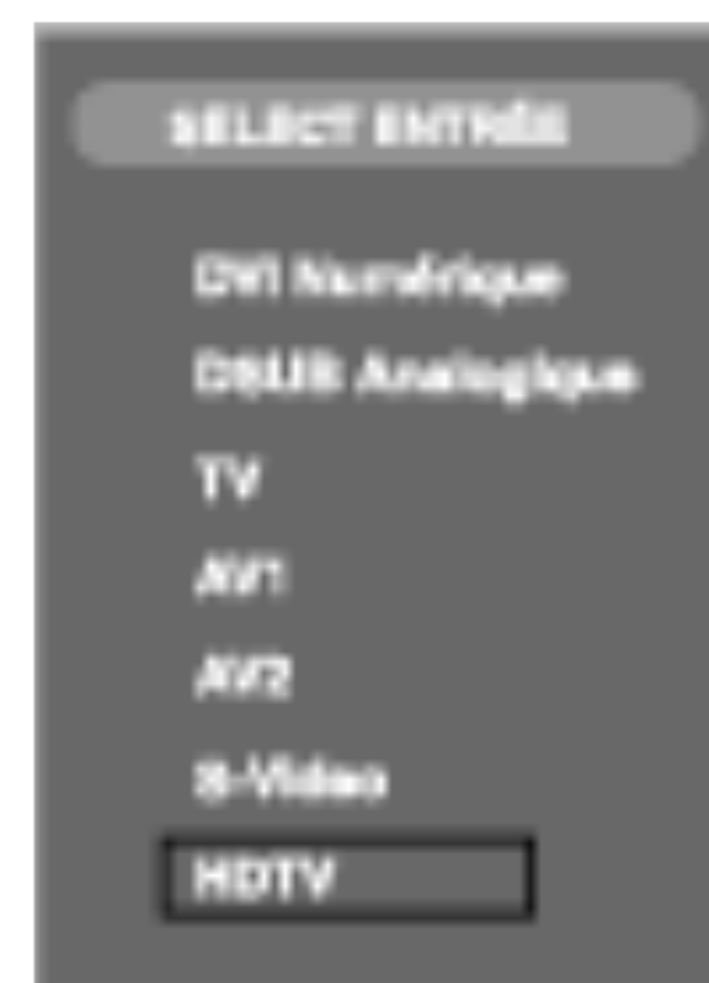 SELECT ENTRÉE
DVI Numérique
DSUB Analogique
TV
AV1
AV2
S-Video
HDTV